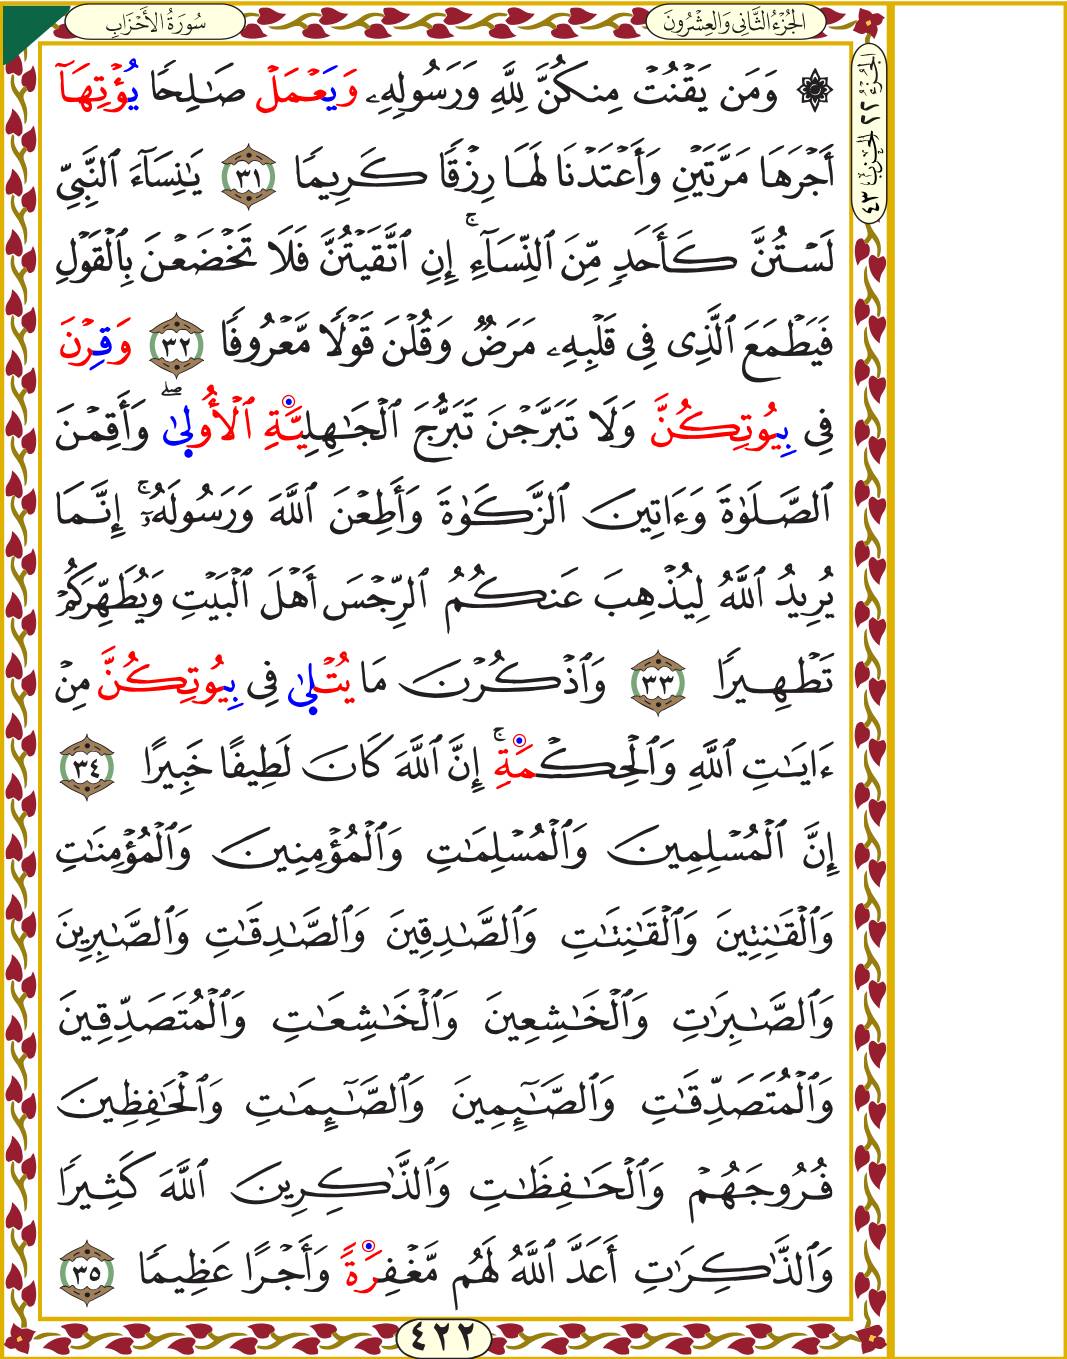 سُورَةُ الأَحْزَابِ
الجُزْءُ الثَّانِي وَالعِشْرُونَ
الجُزْءُ ٢٢ الحِزْبُ ٤٣
۞ وَمَن يَقْنُتْ مِنكُنَّ لِلَّهِ وَرَسُولِهِۦ وَيَعْمَلْ صَٰلِحًا يُؤْتِهَآ
أَجْرَهَا مَرَّتَيْنِ وَأَعْتَدْنَا لَهَا رِزْقًا كَرِيمًا ٣١ يَٰنِسَآءَ ٱلنَّبِيِّ
لَسْتُنَّ كَأَحَدٍ مِّنَ ٱلنِّسَآءِ ۚ إِنِ ٱتَّقَيْتُنَّ فَلَا تَخْضَعْنَ بِٱلْقَوْلِ
فَيَطْمَعَ ٱلَّذِى فِى قَلْبِهِۦ مَرَضٌ وَقُلْنَ قَوْلًا مَّعْرُوفًا ٣٢ وَقِرْنَ
فِى بِيُوتِكُنَّ وَلَا تَبَرَّجْنَ تَبَرُّجَ ٱلْجَٰهِلِيَّةِ ٱلْأُولَىٰ ۖ وَأَقِمْنَ
ٱلصَّلَوٰةَ وَءَاتِينَ ٱلزَّكَوٰةَ وَأَطِعْنَ ٱللَّهَ وَرَسُولَهُۥٓ ۚ إِنَّمَا
يُرِيدُ ٱللَّهُ لِيُذْهِبَ عَنكُمُ ٱلرِّجْسَ أَهْلَ ٱلْبَيْتِ وَيُطَهِّرَكُمْ
تَطْهِيرًا ٣٣ وَٱذْكُرْنَ مَا يُتْلَىٰ فِى بِيُوتِكُنَّ مِنْ
ءَايَٰتِ ٱللَّهِ وَٱلْحِكْمَةِ ۚ إِنَّ ٱللَّهَ كَانَ لَطِيفًا خَبِيرًا ٣٤
إِنَّ ٱلْمُسْلِمِينَ وَٱلْمُسْلِمَٰتِ وَٱلْمُؤْمِنِينَ وَٱلْمُؤْمِنَٰتِ
وَٱلْقَٰنِتِينَ وَٱلْقَٰنِتَٰتِ وَٱلصَّٰدِقِينَ وَٱلصَّٰدِقَٰتِ وَٱلصَّٰبِرِينَ
وَٱلصَّٰبِرَٰتِ وَٱلْخَٰشِعِينَ وَٱلْخَٰشِعَٰتِ وَٱلْمُتَصَدِّقِينَ
وَٱلْمُتَصَدِّقَٰتِ وَٱلصَّٰٓئِمِينَ وَٱلصَّٰٓئِمَٰتِ وَٱلْحَٰفِظِينَ
فُرُوجَهُمْ وَٱلْحَٰفِظَٰتِ وَٱلذَّٰكِرِينَ ٱللَّهَ كَثِيرًا
وَٱلذَّٰكِرَٰتِ أَعَدَّ ٱللَّهُ لَهُم مَّغْفِرَةً وَأَجْرًا عَظِيمًا ٣٥
٤٢٢